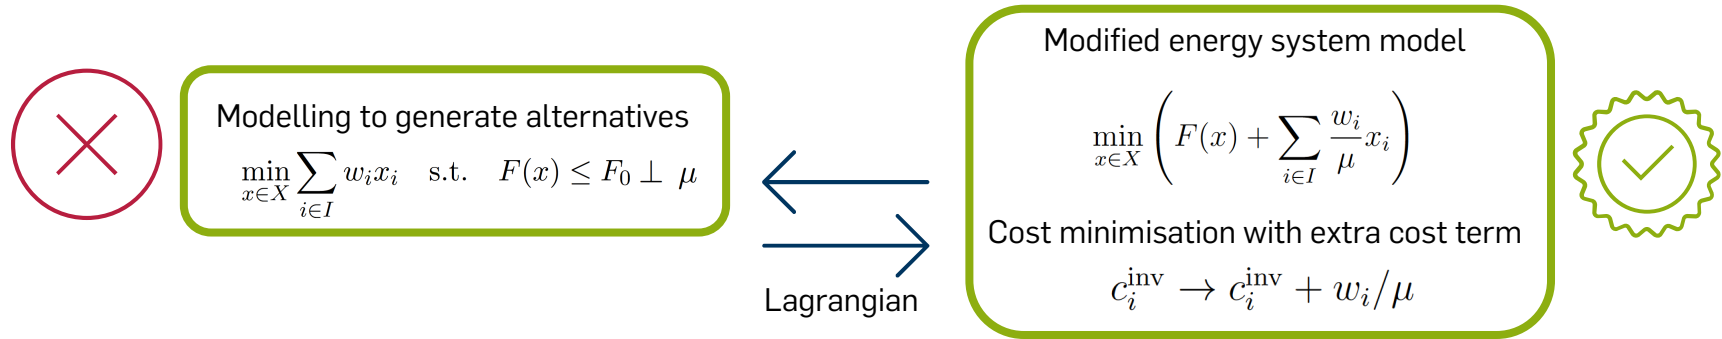 Modelling to generate alternatives
min_{x∈X} ∑_{i∈I} w_i x_i s.t. F(x) ≤ F_0 ⊥ μ
Lagrangian
Modified energy system model
min_{x∈X} ( F(x) + ∑_{i∈I} \frac{w_i}{μ} x_i )
Cost minimisation with extra cost term
c_i^{inv} → c_i^{inv} + w_i/μ